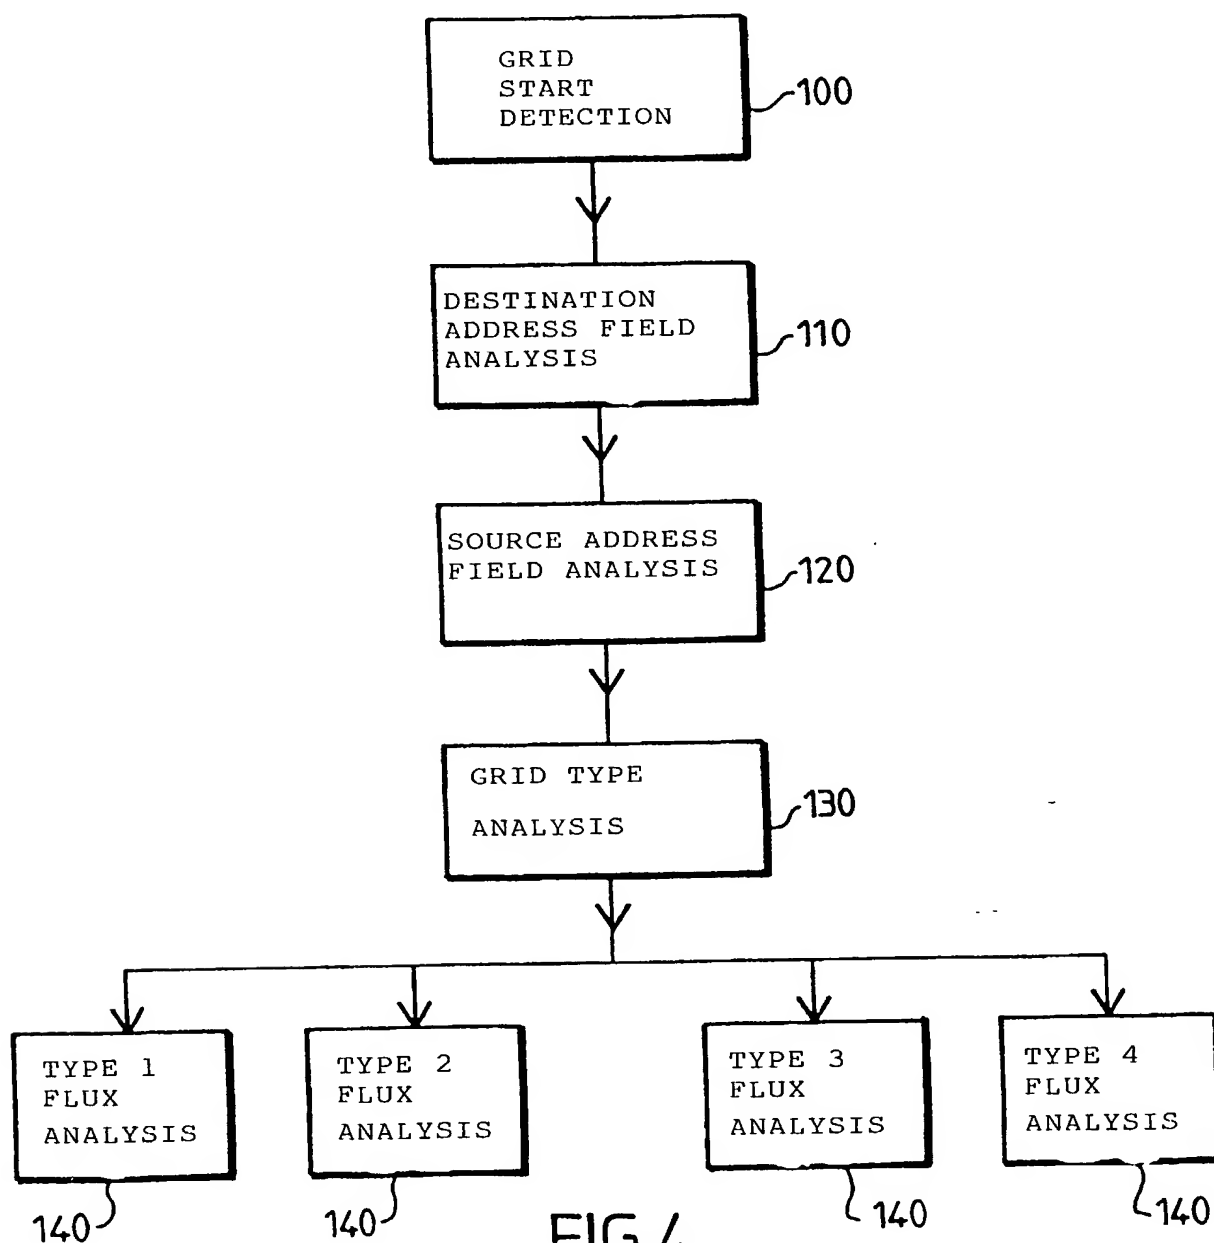 GRID
START
DETECTION
100
DESTINATION
ADDRESS FIELD
ANALYSIS
110
SOURCE ADDRESS
FIELD ANALYSIS
120
GRID TYPE
ANALYSIS
130
TYPE 1
FLUX
ANALYSIS
140
TYPE 2
FLUX
ANALYSIS
140
TYPE 3
FLUX
ANALYSIS
140
TYPE 4
FLUX
ANALYSIS
140
FIG.4